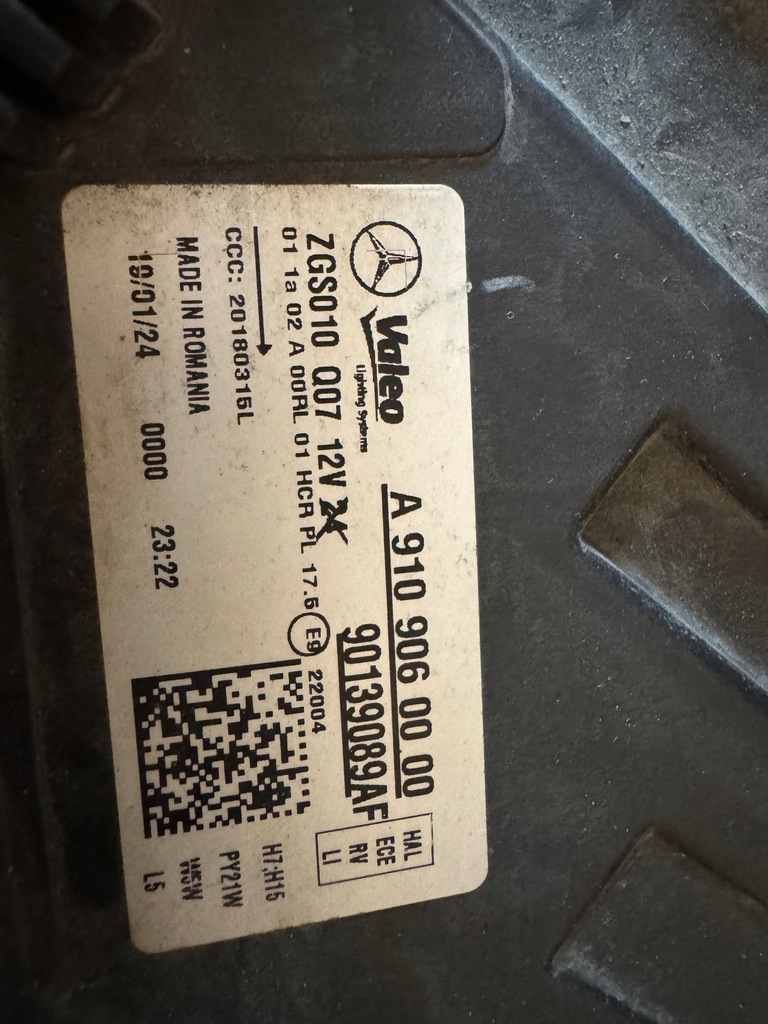 Valeo
Lighting Systems
A 910 906 00 00
ZGS010 Q07 12V
90139089AF
01 1a 02 A 00RL 01 HCR PL 17.5 E9 22004
HAL
ECE
RV
LI
CCC: 20180315L
MADE IN ROMANIA
19/01/24 0000 23:22
H7;H15
PY21W
W5W
L5